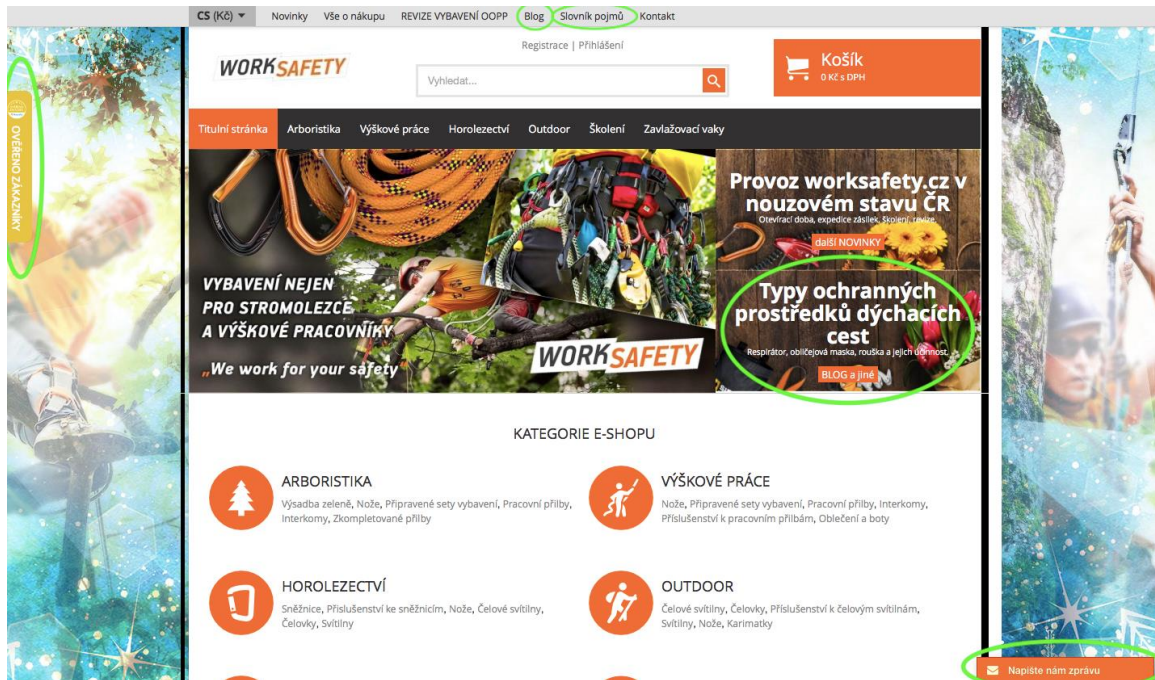 CS (Kč) Novinky Vše o nákupu REVIZE VYBAVENÍ OOPP Blog Slovník pojmů Kontakt
Registrace | Přihlášení
WORKSAFETY
Vyhledat...
Košík
0 Kč s DPH
OVĚŘENO ZÁKAZNÍKY
Titulní stránka Arboristika Výškové práce Horolezectví Outdoor Školení Zavlažovací vaky
VYBAVENÍ NEJEN
PRO STROMOLEZCE
A VÝŠKOVÉ PRACOVNÍKY
„We work for your safety"
WORKSAFETY
Provoz worksafety.cz v
nouzovém stavu ČR
Otevírací doba, expedice zásilek, školení, revize.
další NOVINKY
Typy ochranných
prostředků dýchacích
cest
Respirátor, obličejová maska, rouška a jejich účinnost.
BLOG a jiné
KATEGORIE E-SHOPU
ARBORISTIKA
Výsadba zeleně, Nože, Připravené sety vybavení, Pracovní přilby,
Interkomy, Zkompletované přilby
VÝŠKOVÉ PRÁCE
Nože, Připravené sety vybavení, Pracovní přilby, Interkomy,
Příslušenství k pracovním přilbám, Oblečení a boty
HOROLEZECTVÍ
Sněžnice, Příslušenství ke sněžnicím, Nože, Čelové svítilny,
Čelovky, Svítilny
OUTDOOR
Čelové svítilny, Čelovky, Příslušenství k čelovým svítilnám,
Svítilny, Nože, Karimatky
Napište nám zprávu